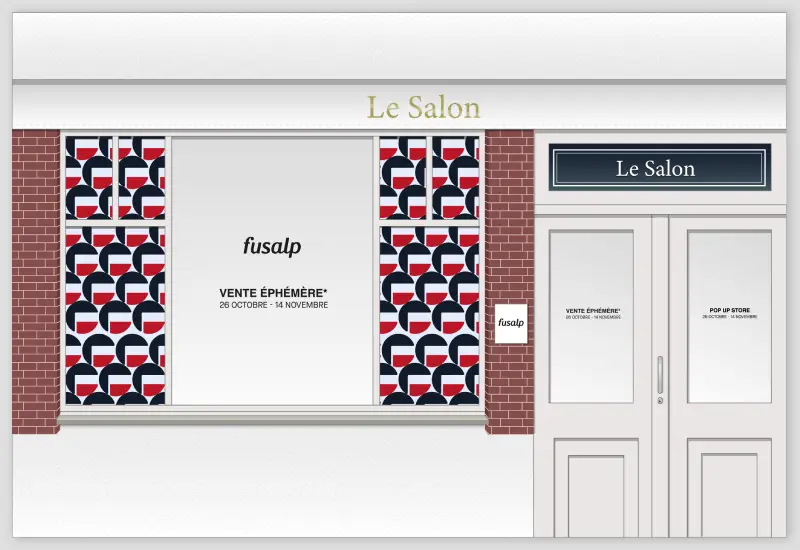 Le Salon
Le Salon
fusalp
VENTE ÉPHÉMÈRE*
26 OCTOBRE - 14 NOVEMBRE
fusalp
VENTE ÉPHÉMÈRE*
26 OCTOBRE - 14 NOVEMBRE
POP UP STORE
26 OCTOBRE - 14 NOVEMBRE